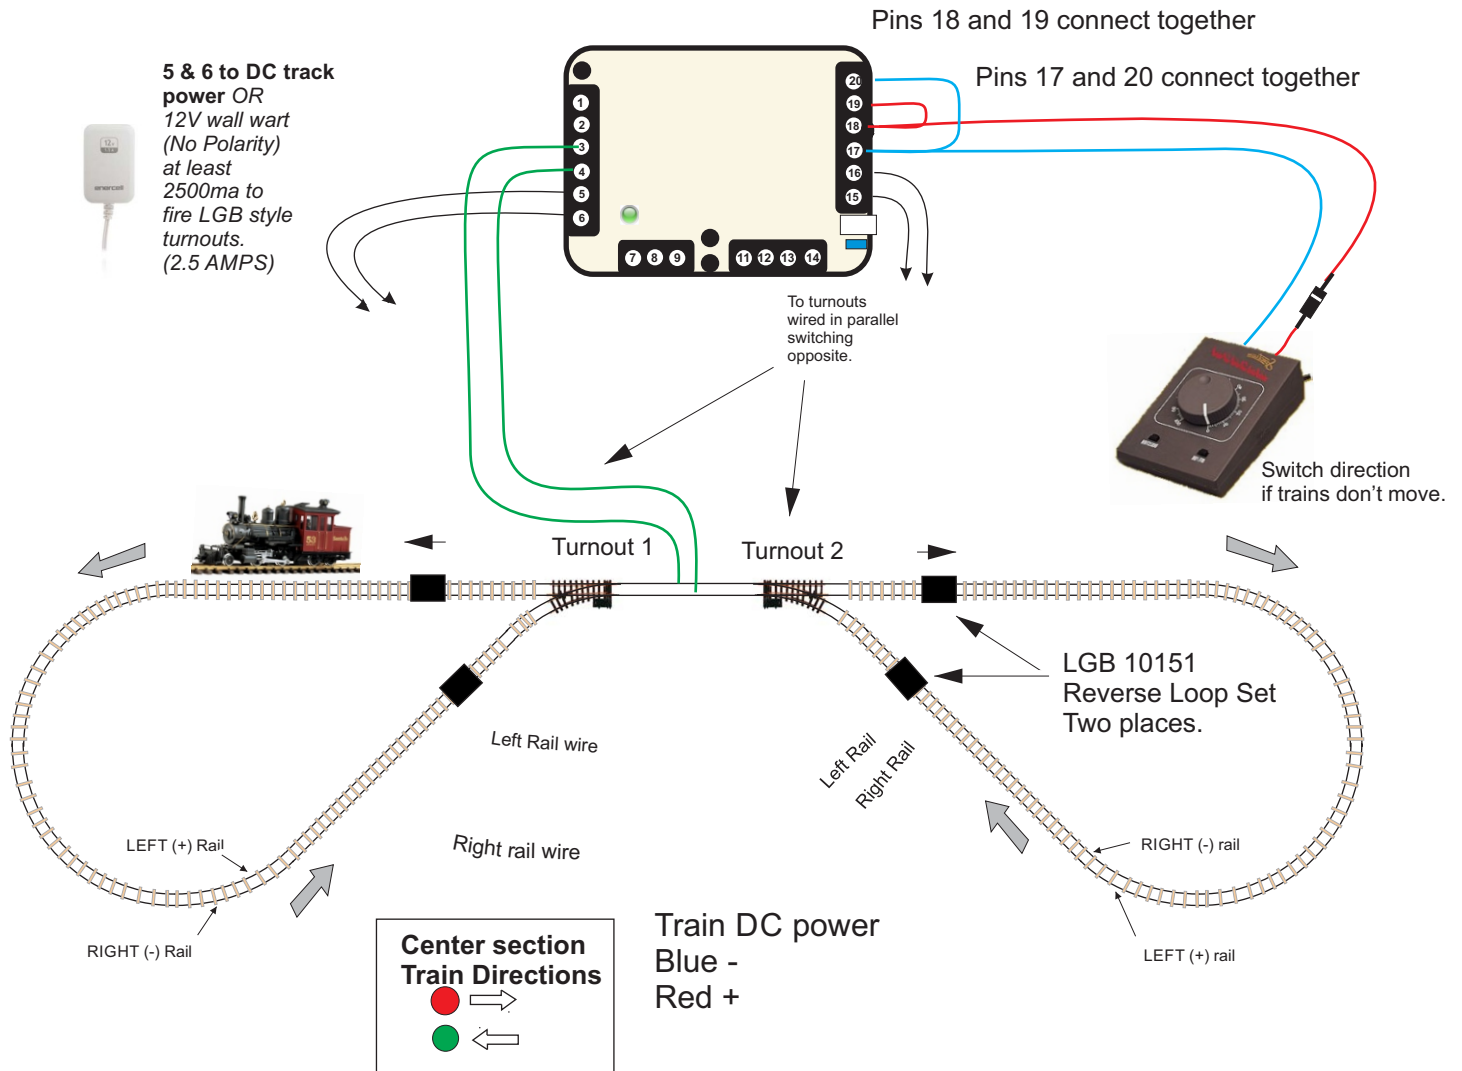 Pins 18 and 19 connect together
Pins 17 and 20 connect together
5 & 6 to DC track
power OR
12V wall wart
(No Polarity)
at least
2500ma to
fire LGB style
turnouts.
(2.5 AMPS)
enercell
1
2
3
4
5
6
7
8
9
11
12
13
14
20
19
18
17
16
15
To turnouts
wired in parallel
switching
opposite.
Switch direction
if trains don't move.
Turnout 1
Turnout 2
LGB 10151
Reverse Loop Set
Two places.
Left Rail wire
Right rail wire
Left Rail
Right Rail
LEFT (+) Rail
RIGHT (-) Rail
RIGHT (-) rail
LEFT (+) rail
Center section
Train Directions
Train DC power
Blue -
Red +